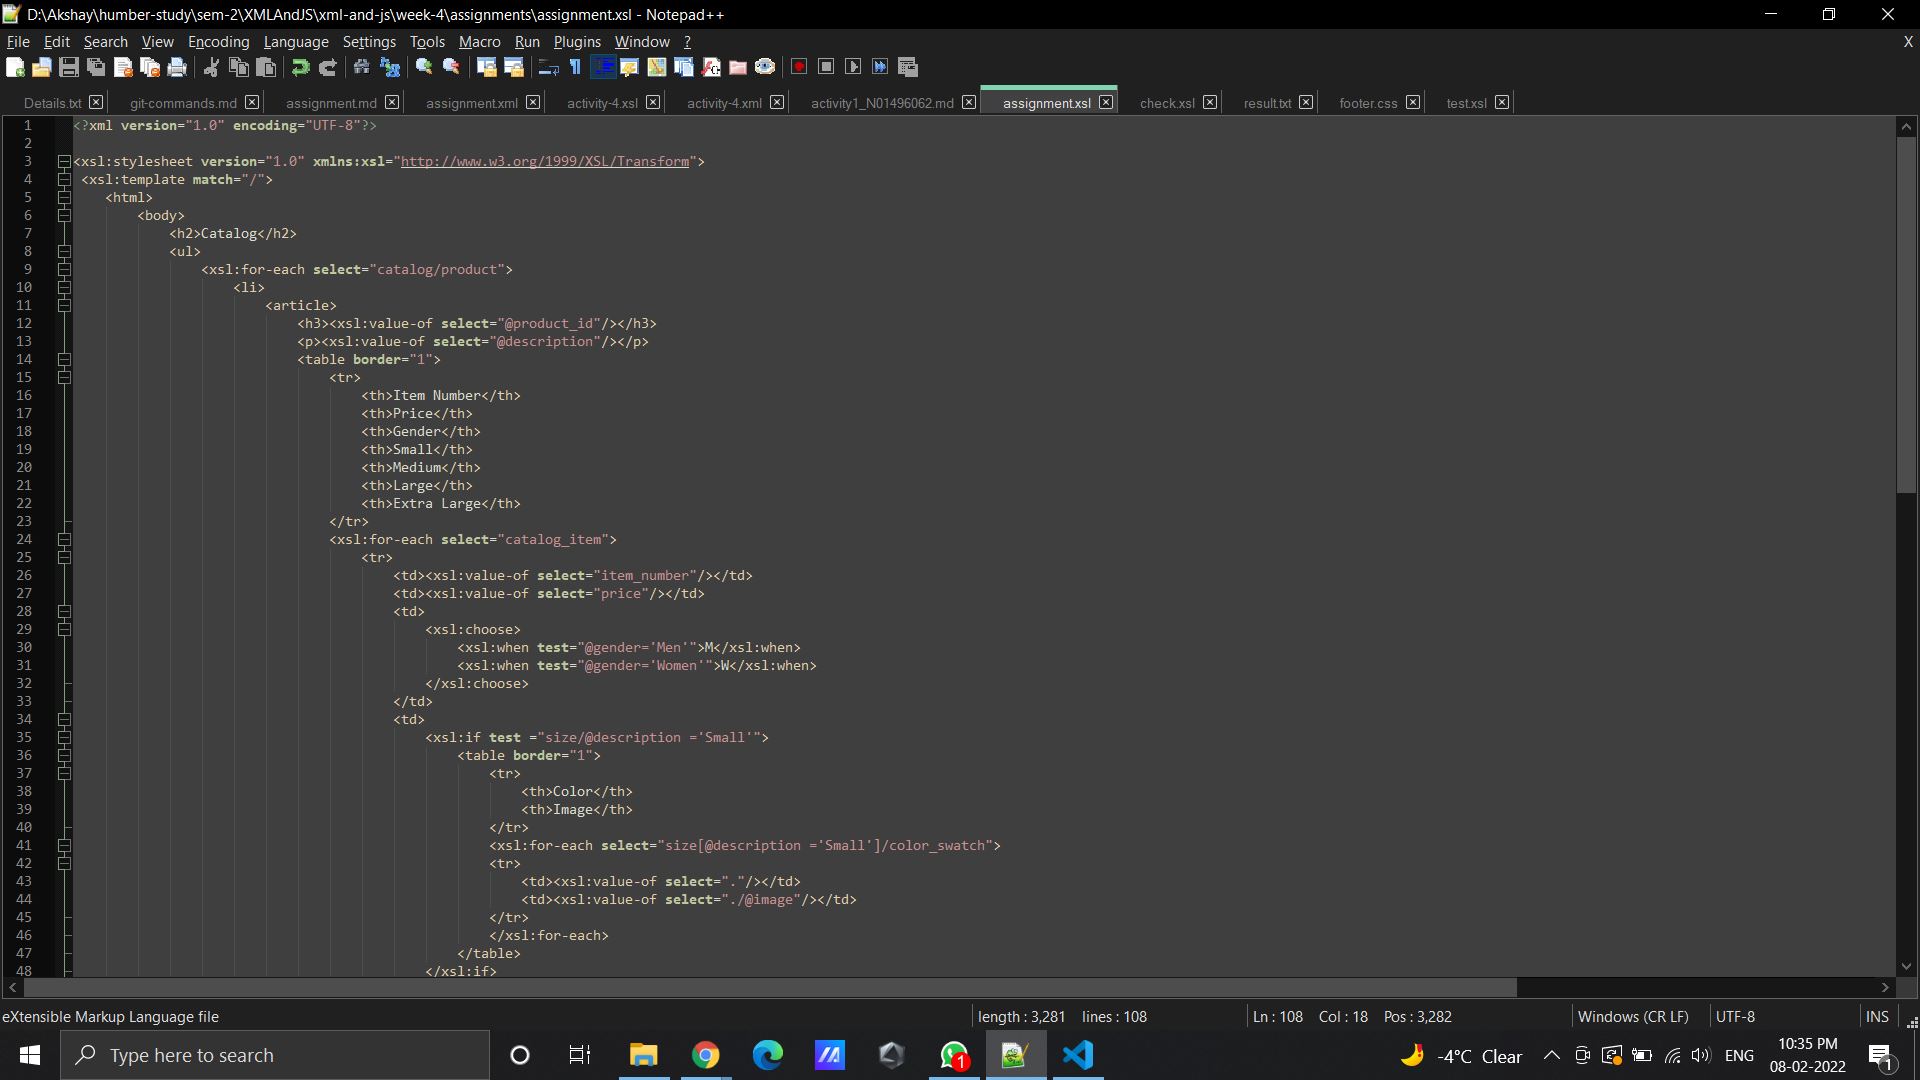 D:\Akshay\humber-study\sem-2\XMLAndJS\xml-and-js\week-4\assignments\assignment.xsl - Notepad++
File Edit Search View Encoding Language Settings Tools Macro Run Plugins Window ? X
Details.txt git-commands.md assignment.md assignment.xml activity-4.xsl activity-4.xml activity1_N01496062.md assignment.xsl check.xsl result.txt footer.css test.xsl
1 <?xml version="1.0" encoding="UTF-8"?>
2
3 <xsl:stylesheet version="1.0" xmlns:xsl="http://www.w3.org/1999/XSL/Transform">
4 <xsl:template match="/">
5 <html>
6 <body>
7 <h2>Catalog</h2>
8 <ul>
9 <xsl:for-each select="catalog/product">
10 <li>
11 <article>
12 <h3><xsl:value-of select="@product_id"/></h3>
13 <p><xsl:value-of select="@description"/></p>
14 <table border="1">
15 <tr>
16 <th>Item Number</th>
17 <th>Price</th>
18 <th>Gender</th>
19 <th>Small</th>
20 <th>Medium</th>
21 <th>Large</th>
22 <th>Extra Large</th>
23 </tr>
24 <xsl:for-each select="catalog_item">
25 <tr>
26 <td><xsl:value-of select="item_number"/></td>
27 <td><xsl:value-of select="price"/></td>
28 <td>
29 <xsl:choose>
30 <xsl:when test="@gender='Men'">M</xsl:when>
31 <xsl:when test="@gender='Women'">W</xsl:when>
32 </xsl:choose>
33 </td>
34 <td>
35 <xsl:if test ="size/@description ='Small'">
36 <table border="1">
37 <tr>
38 <th>Color</th>
39 <th>Image</th>
40 </tr>
41 <xsl:for-each select="size[@description ='Small']/color_swatch">
42 <tr>
43 <td><xsl:value-of select="."/></td>
44 <td><xsl:value-of select="./@image"/></td>
45 </tr>
46 </xsl:for-each>
47 </table>
48 </xsl:if>
eXtensible Markup Language file length : 3,281 lines : 108 Ln : 108 Col : 18 Pos : 3,282 Windows (CR LF) UTF-8 INS
Type here to search 1 -4°C Clear ENG 10:35 PM 1
08-02-2022